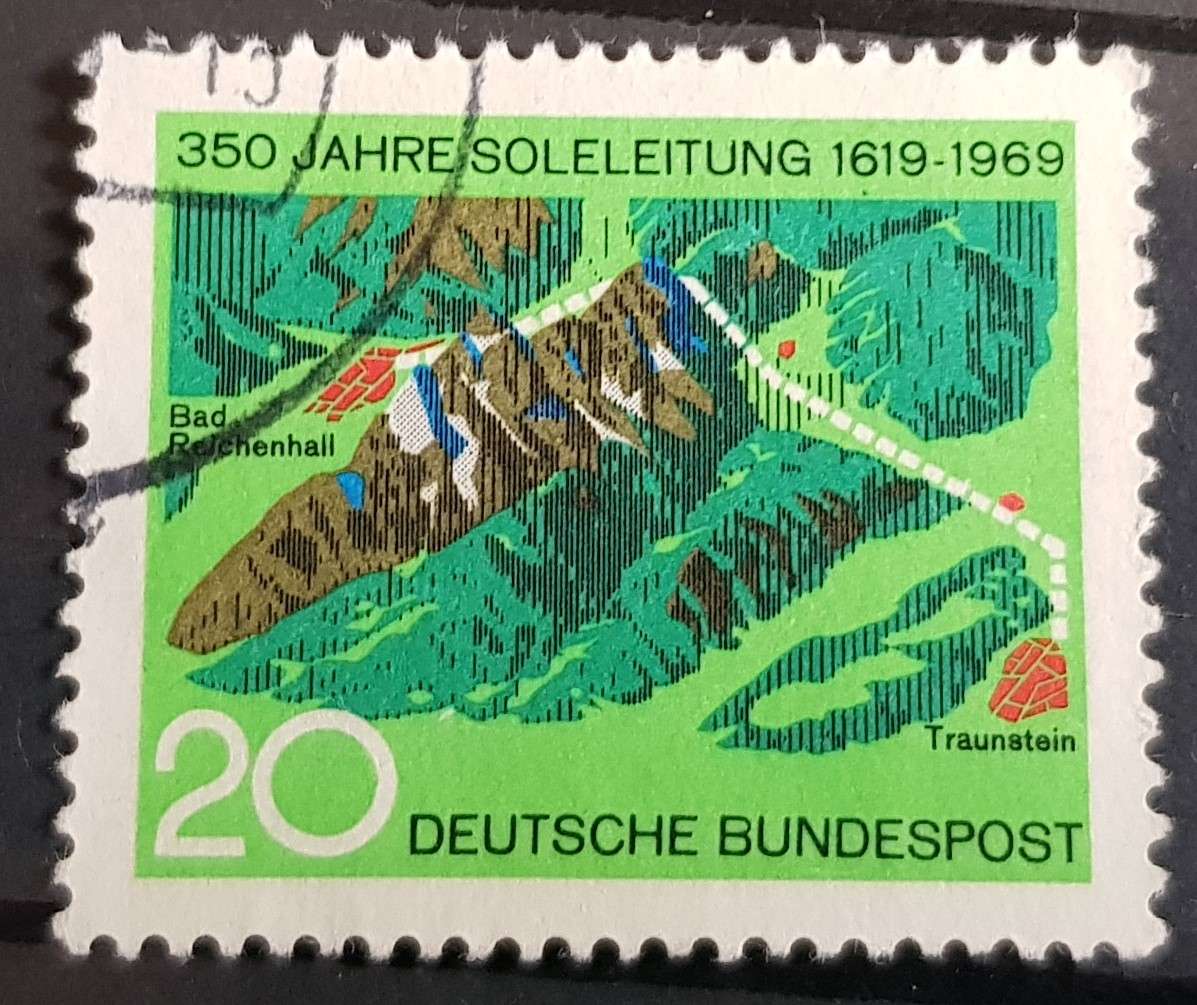 350 JAHRE SOLELEITUNG 1619-1969
Bad
Reichenhall
Traunstein
20
DEUTSCHE BUNDESPOST